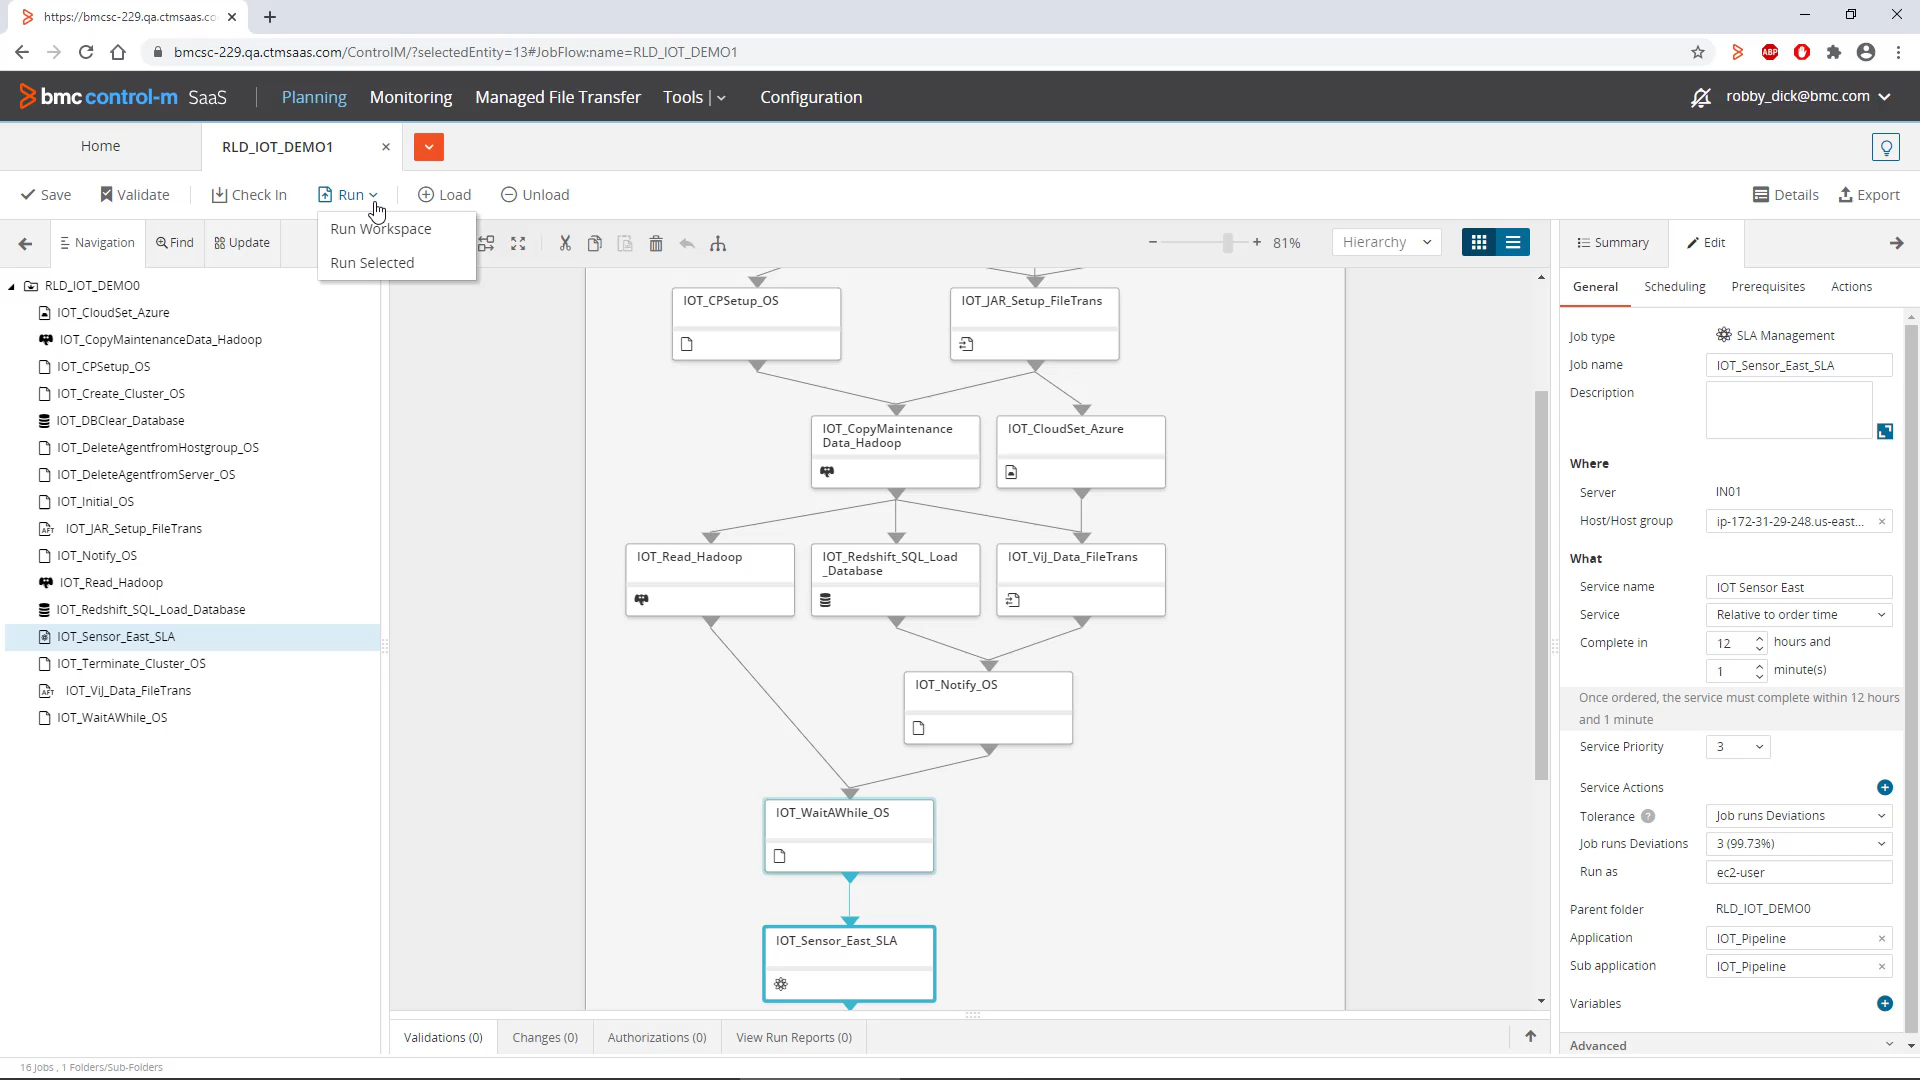 https://bmcsc-229.qa.ctmsaas.co
bmcsc-229.qa.ctmsaas.com/ControlM/?selectedEntity=13#JobFlow:name=RLD_IOT_DEMO1
ABP
bmc control-m SaaS
Planning
Monitoring
Managed File Transfer
Tools
Configuration
robby_dick@bmc.com
Home
RLD_IOT_DEMO1
Save
Validate
Check In
Run
Load
Unload
Details
Export
Run Workspace
Run Selected
Navigation
Find
Update
81%
Hierarchy
Summary
Edit
RLD_IOT_DEMO0
IOT_CloudSet_Azure
IOT_CopyMaintenanceData_Hadoop
IOT_CPSetup_OS
IOT_Create_Cluster_OS
IOT_DBClear_Database
IOT_DeleteAgentfromHostgroup_OS
IOT_DeleteAgentfromServer_OS
IOT_Initial_OS
AFT IOT_JAR_Setup_FileTrans
IOT_Notify_OS
IOT_Read_Hadoop
IOT_Redshift_SQL_Load_Database
IOT_Sensor_East_SLA
IOT_Terminate_Cluster_OS
AFT IOT_ViJ_Data_FileTrans
IOT_WaitAWhile_OS
IOT_CPSetup_OS
IOT_JAR_Setup_FileTrans
IOT_CopyMaintenance
Data_Hadoop
IOT_CloudSet_Azure
IOT_Read_Hadoop
IOT_Redshift_SQL_Load
_Database
IOT_ViJ_Data_FileTrans
IOT_Notify_OS
IOT_WaitAWhile_OS
IOT_Sensor_East_SLA
General
Scheduling
Prerequisites
Actions
Job type
SLA Management
Job name
IOT_Sensor_East_SLA
Description
Where
Server
IN01
Host/Host group
ip-172-31-29-248.us-east...
What
Service name
IOT Sensor East
Service
Relative to order time
Complete in
12
hours and
1
minute(s)
Once ordered, the service must complete within 12 hours
and 1 minute
Service Priority
3
Service Actions
Tolerance
?
Job runs Deviations
Job runs Deviations
3 (99.73%)
Run as
ec2-user
Parent folder
RLD_IOT_DEMO0
Application
IOT_Pipeline
Sub application
IOT_Pipeline
Variables
Advanced
Validations (0)
Changes (0)
Authorizations (0)
View Run Reports (0)
16 Jobs , 1 Folders/Sub-Folders